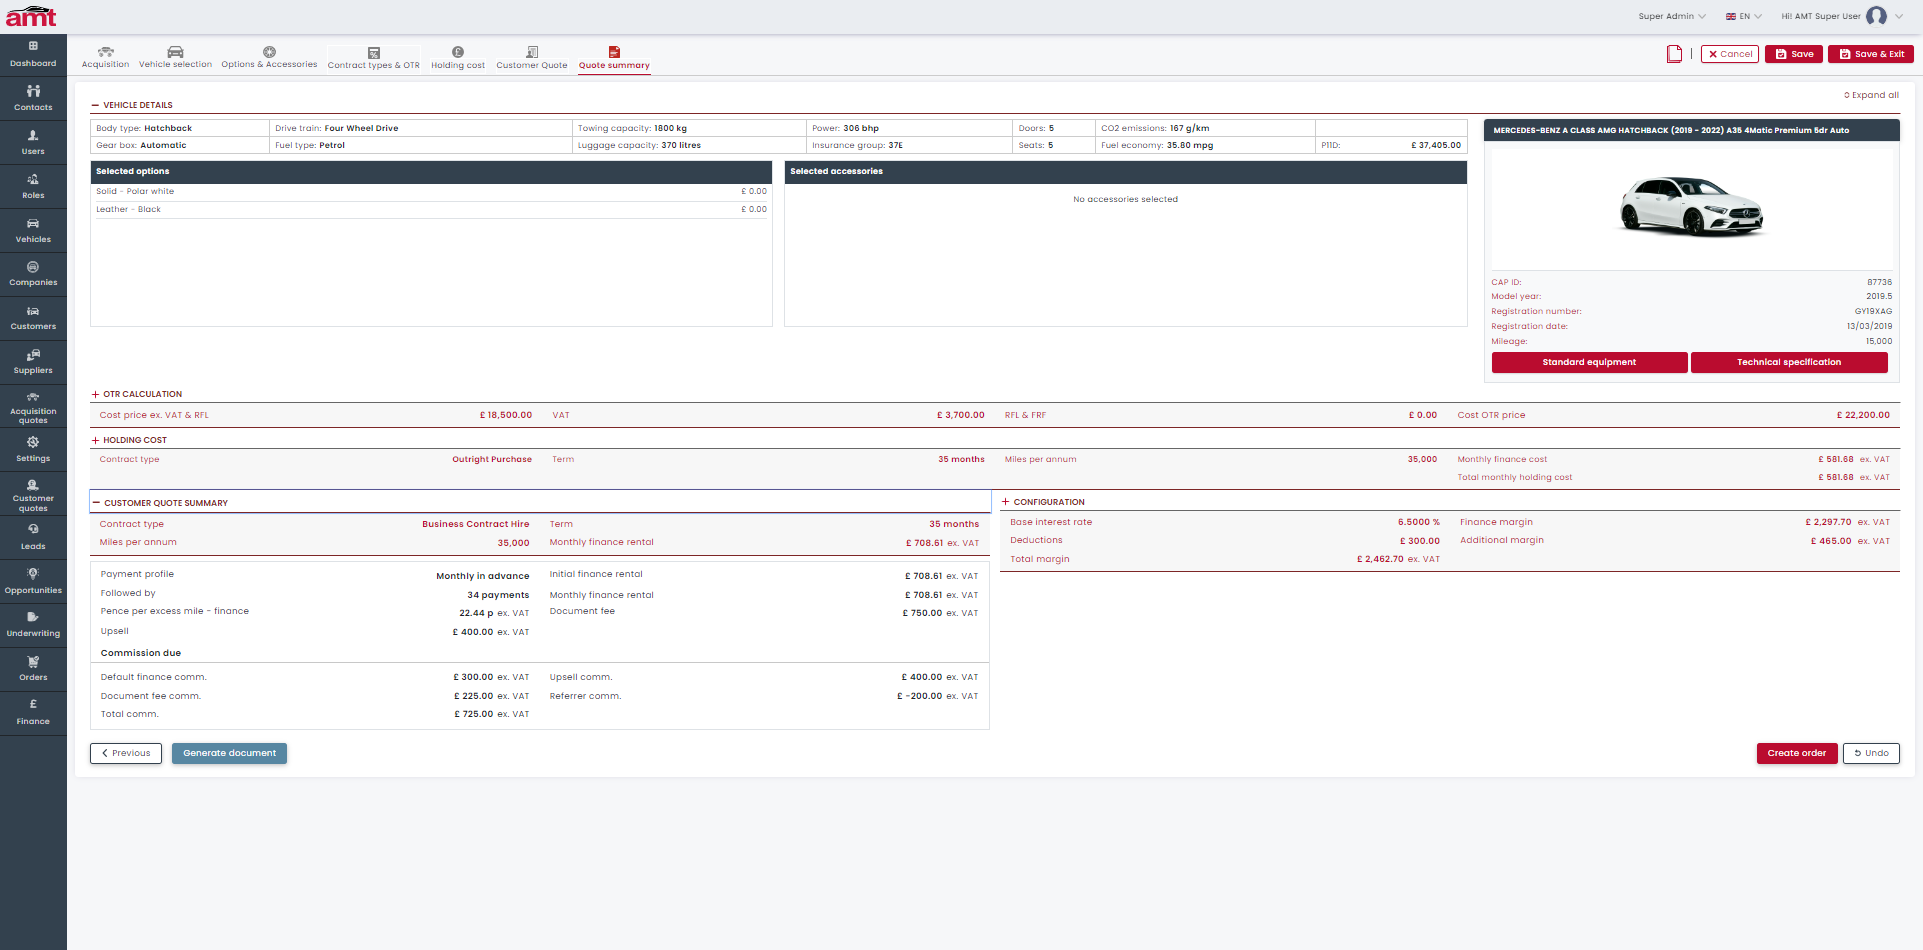 amt
Super Admin
EN
Hi! AMT Super User
Dashboard
Contacts
Users
Roles
Vehicles
Companies
Customers
Suppliers
Acquisition
quotes
Settings
Customer
quotes
Leads
Opportunities
Underwriting
Orders
Finance
Acquisition
Vehicle selection
Options & Accessories
Contract types & OTR
Holding cost
Customer Quote
Quote summary
Cancel
Save
Save & Exit
Expand all
VEHICLE DETAILS
Body type: Hatchback
Drive train: Four Wheel Drive
Towing capacity: 1800 kg
Power: 306 bhp
Doors: 5
CO2 emissions: 167 g/km
Gear box: Automatic
Fuel type: Petrol
Luggage capacity: 370 litres
Insurance group: 37E
Seats: 5
Fuel economy: 35.80 mpg
P11D: £ 37,405.00
Selected options
Solid - Polar white £ 0.00
Leather - Black £ 0.00
Selected accessories
No accessories selected
MERCEDES-BENZ A CLASS AMG HATCHBACK (2019 - 2022) A35 4Matic Premium 5dr Auto
CAP ID: 87736
Model year: 2019.5
Registration number: GY19XAG
Registration date: 13/03/2019
Mileage: 15,000
Standard equipment
Technical specification
OTR CALCULATION
Cost price ex. VAT & RFL £ 18,500.00
VAT £ 3,700.00
RFL & FRF £ 0.00
Cost OTR price £ 22,200.00
HOLDING COST
Contract type Outright Purchase
Term 35 months
Miles per annum 35,000
Monthly finance cost £ 581.68 ex. VAT
Total monthly holding cost £ 581.68 ex. VAT
CUSTOMER QUOTE SUMMARY
Contract type Business Contract Hire
Term 35 months
Miles per annum 35,000
Monthly finance rental £ 708.61 ex. VAT
Payment profile Monthly in advance
Initial finance rental £ 708.61 ex. VAT
Followed by 34 payments
Monthly finance rental £ 708.61 ex. VAT
Pence per excess mile - finance 22.44 p ex. VAT
Document fee £ 750.00 ex. VAT
Upsell £ 400.00 ex. VAT
Commission due
Default finance comm. £ 300.00 ex. VAT
Upsell comm. £ 400.00 ex. VAT
Document fee comm. £ 225.00 ex. VAT
Referrer comm. £ -200.00 ex. VAT
Total comm. £ 725.00 ex. VAT
CONFIGURATION
Base interest rate 6.5000 %
Finance margin £ 2,297.70 ex. VAT
Deductions £ 300.00
Additional margin £ 465.00 ex. VAT
Total margin £ 2,462.70 ex. VAT
Previous
Generate document
Create order
Undo